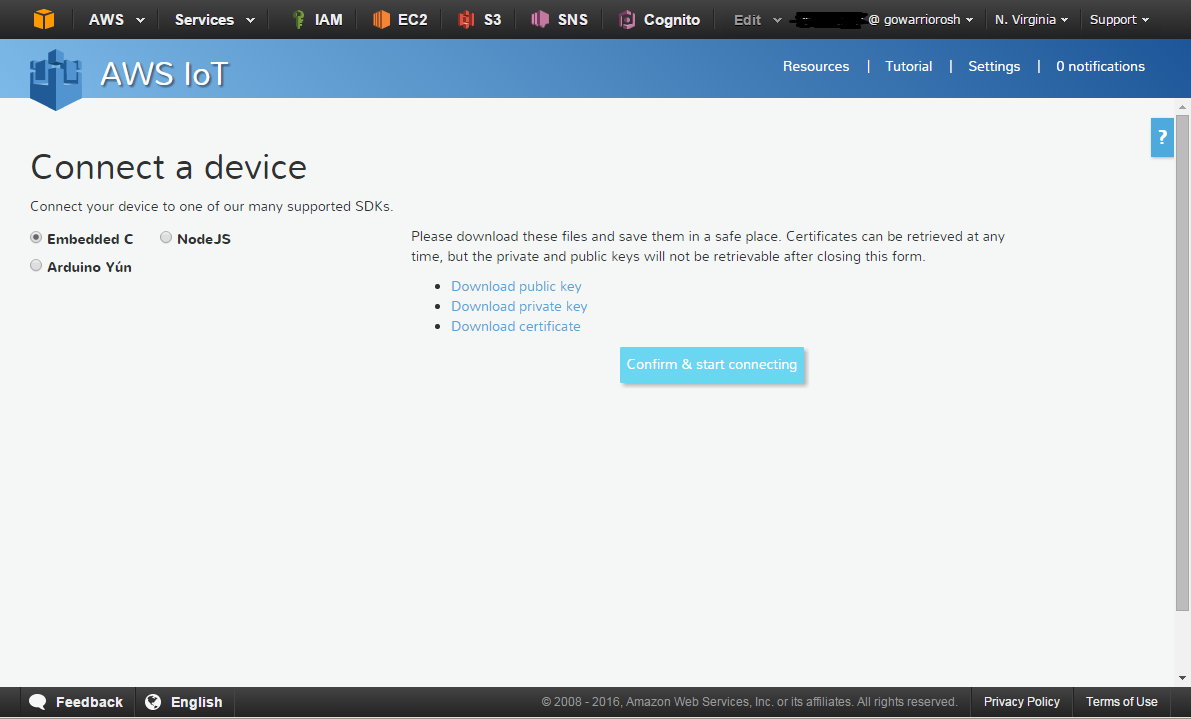 AWS Services IAM EC2 S3 SNS Cognito Edit @ gowarriorosh N. Virginia Support
AWS IoT
Resources | Tutorial | Settings | 0 notifications
?
Connect a device
Connect your device to one of our many supported SDKs.
Embedded C NodeJS
Arduino Yún
Please download these files and save them in a safe place. Certificates can be retrieved at any
time, but the private and public keys will not be retrievable after closing this form.
• Download public key
• Download private key
• Download certificate
Confirm & start connecting
Feedback English © 2008 - 2016, Amazon Web Services, Inc. or its affiliates. All rights reserved. Privacy Policy Terms of Use